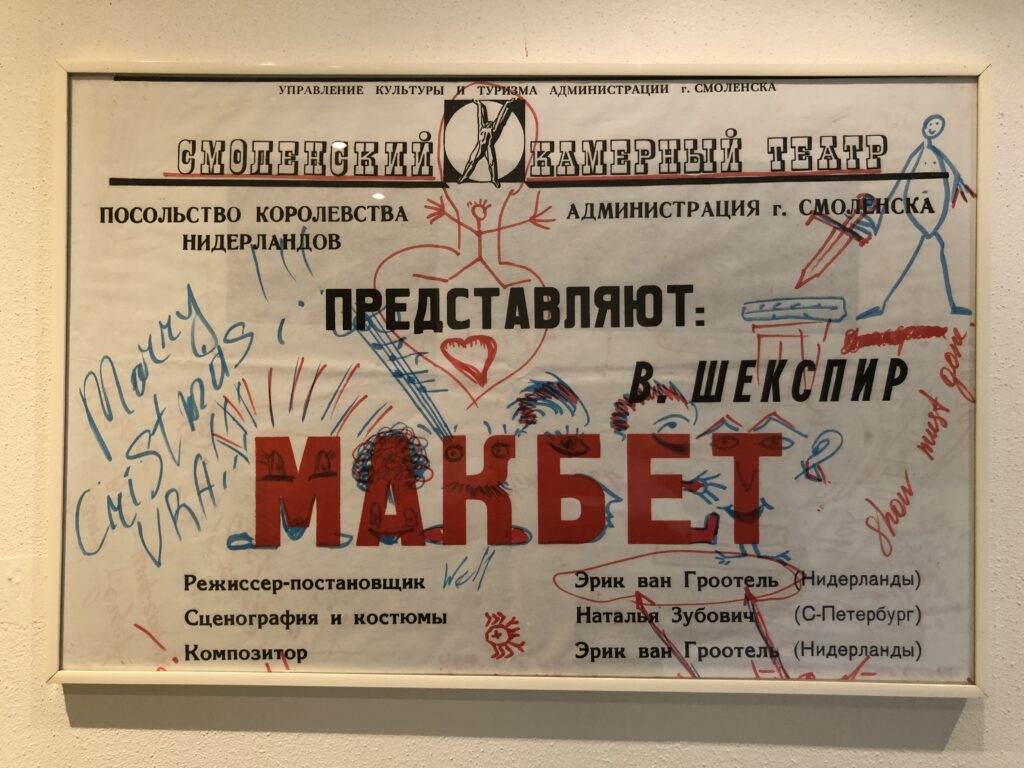 УПРАВЛЕНИЕ КУЛЬТУРЫ И ТУРИЗМА АДМИНИСТРАЦИИ г. СМОЛЕНСКА
СМОЛЕНСКИЙ КАМЕРНЫЙ ТЕАТР
ПОСОЛЬСТВО КОРОЛЕВСТВА НИДЕРЛАНДОВ
АДМИНИСТРАЦИЯ г. СМОЛЕНСКА
ПРЕДСТАВЛЯЮТ:
В. ШЕКСПИР
МАКБЕТ
Marry
Cristmas!
!!!
URA
Show must
Well
Режиссер-постановщик Эрик ван Гроотель (Нидерланды)
Сценография и костюмы Наталья Зубович (С-Петербург)
Композитор Эрик ван Гроотель (Нидерланды)